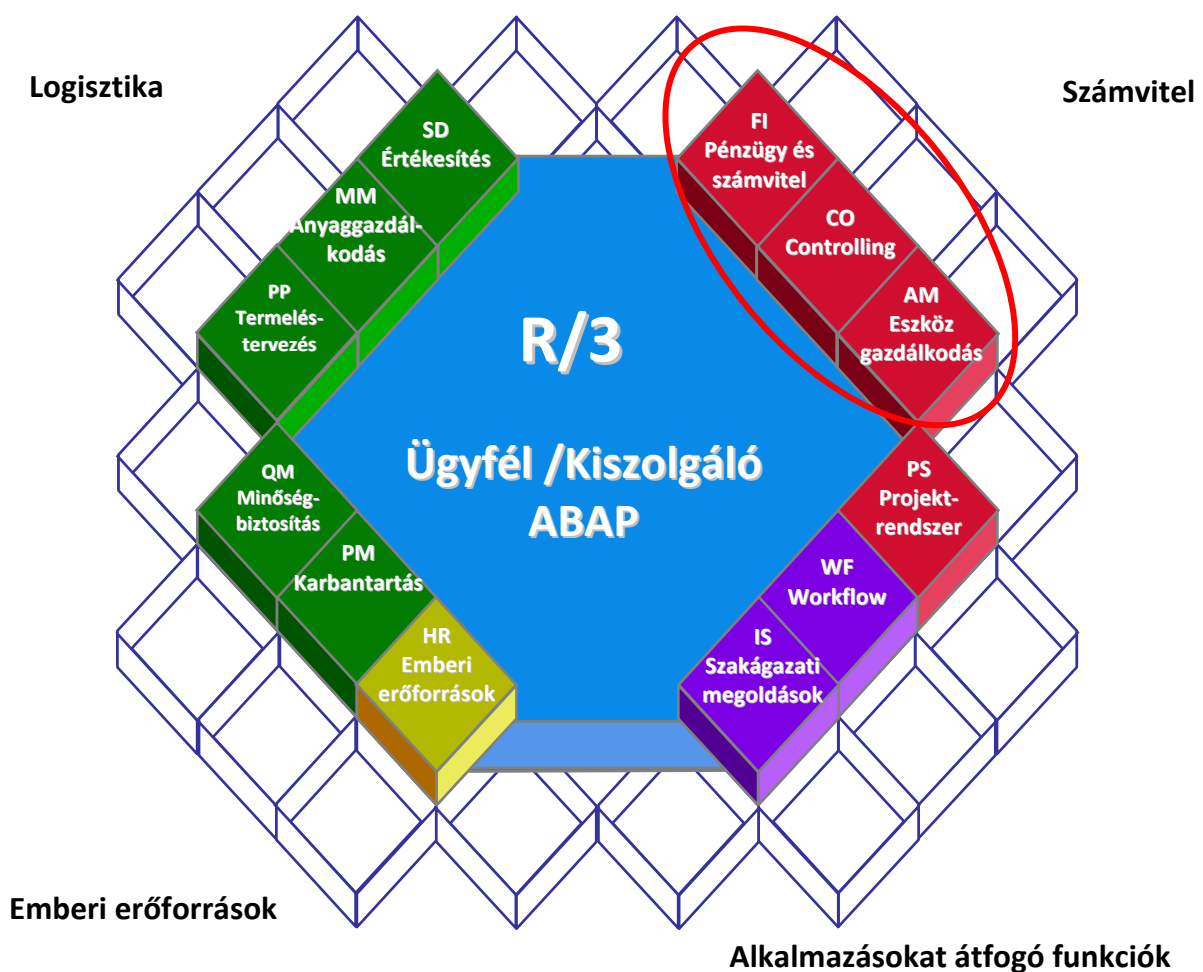 Logisztika
Számvitel
SD
Értékesítés
MM
Anyaggazdál-
kodás
PP
Termelés-
tervezés
FI
Pénzügy és
számvitel
CO
Controlling
AM
Eszköz
gazdálkodás
R/3
Ügyfél /Kiszolgáló
ABAP
QM
Minőség-
biztosítás
PM
Karbantartás
HR
Emberi
erőforrások
PS
Projekt-
rendszer
WF
Workflow
IS
Szakágazati
megoldások
Emberi erőforrások
Alkalmazásokat átfogó funkciók